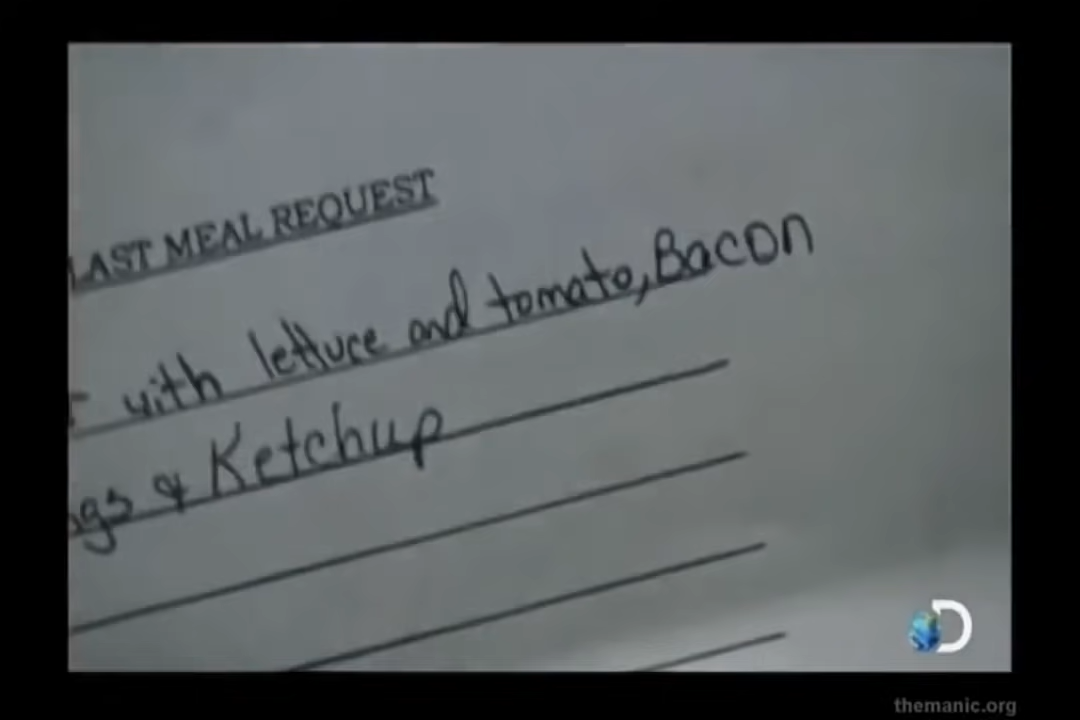 LAST MEAL REQUEST
with lettuce and tomato, Bacon
& Ketchup
themanic.org